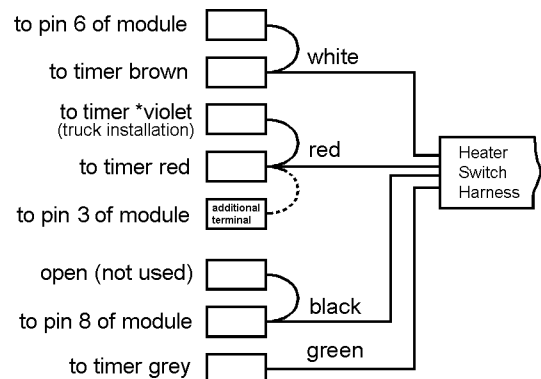 to pin 6 of module
white
to timer brown
to timer *violet
(truck installation)
red
to timer red
to pin 3 of module
additional
terminal
open (not used)
black
to pin 8 of module
green
to timer grey
Heater
Switch
Harness